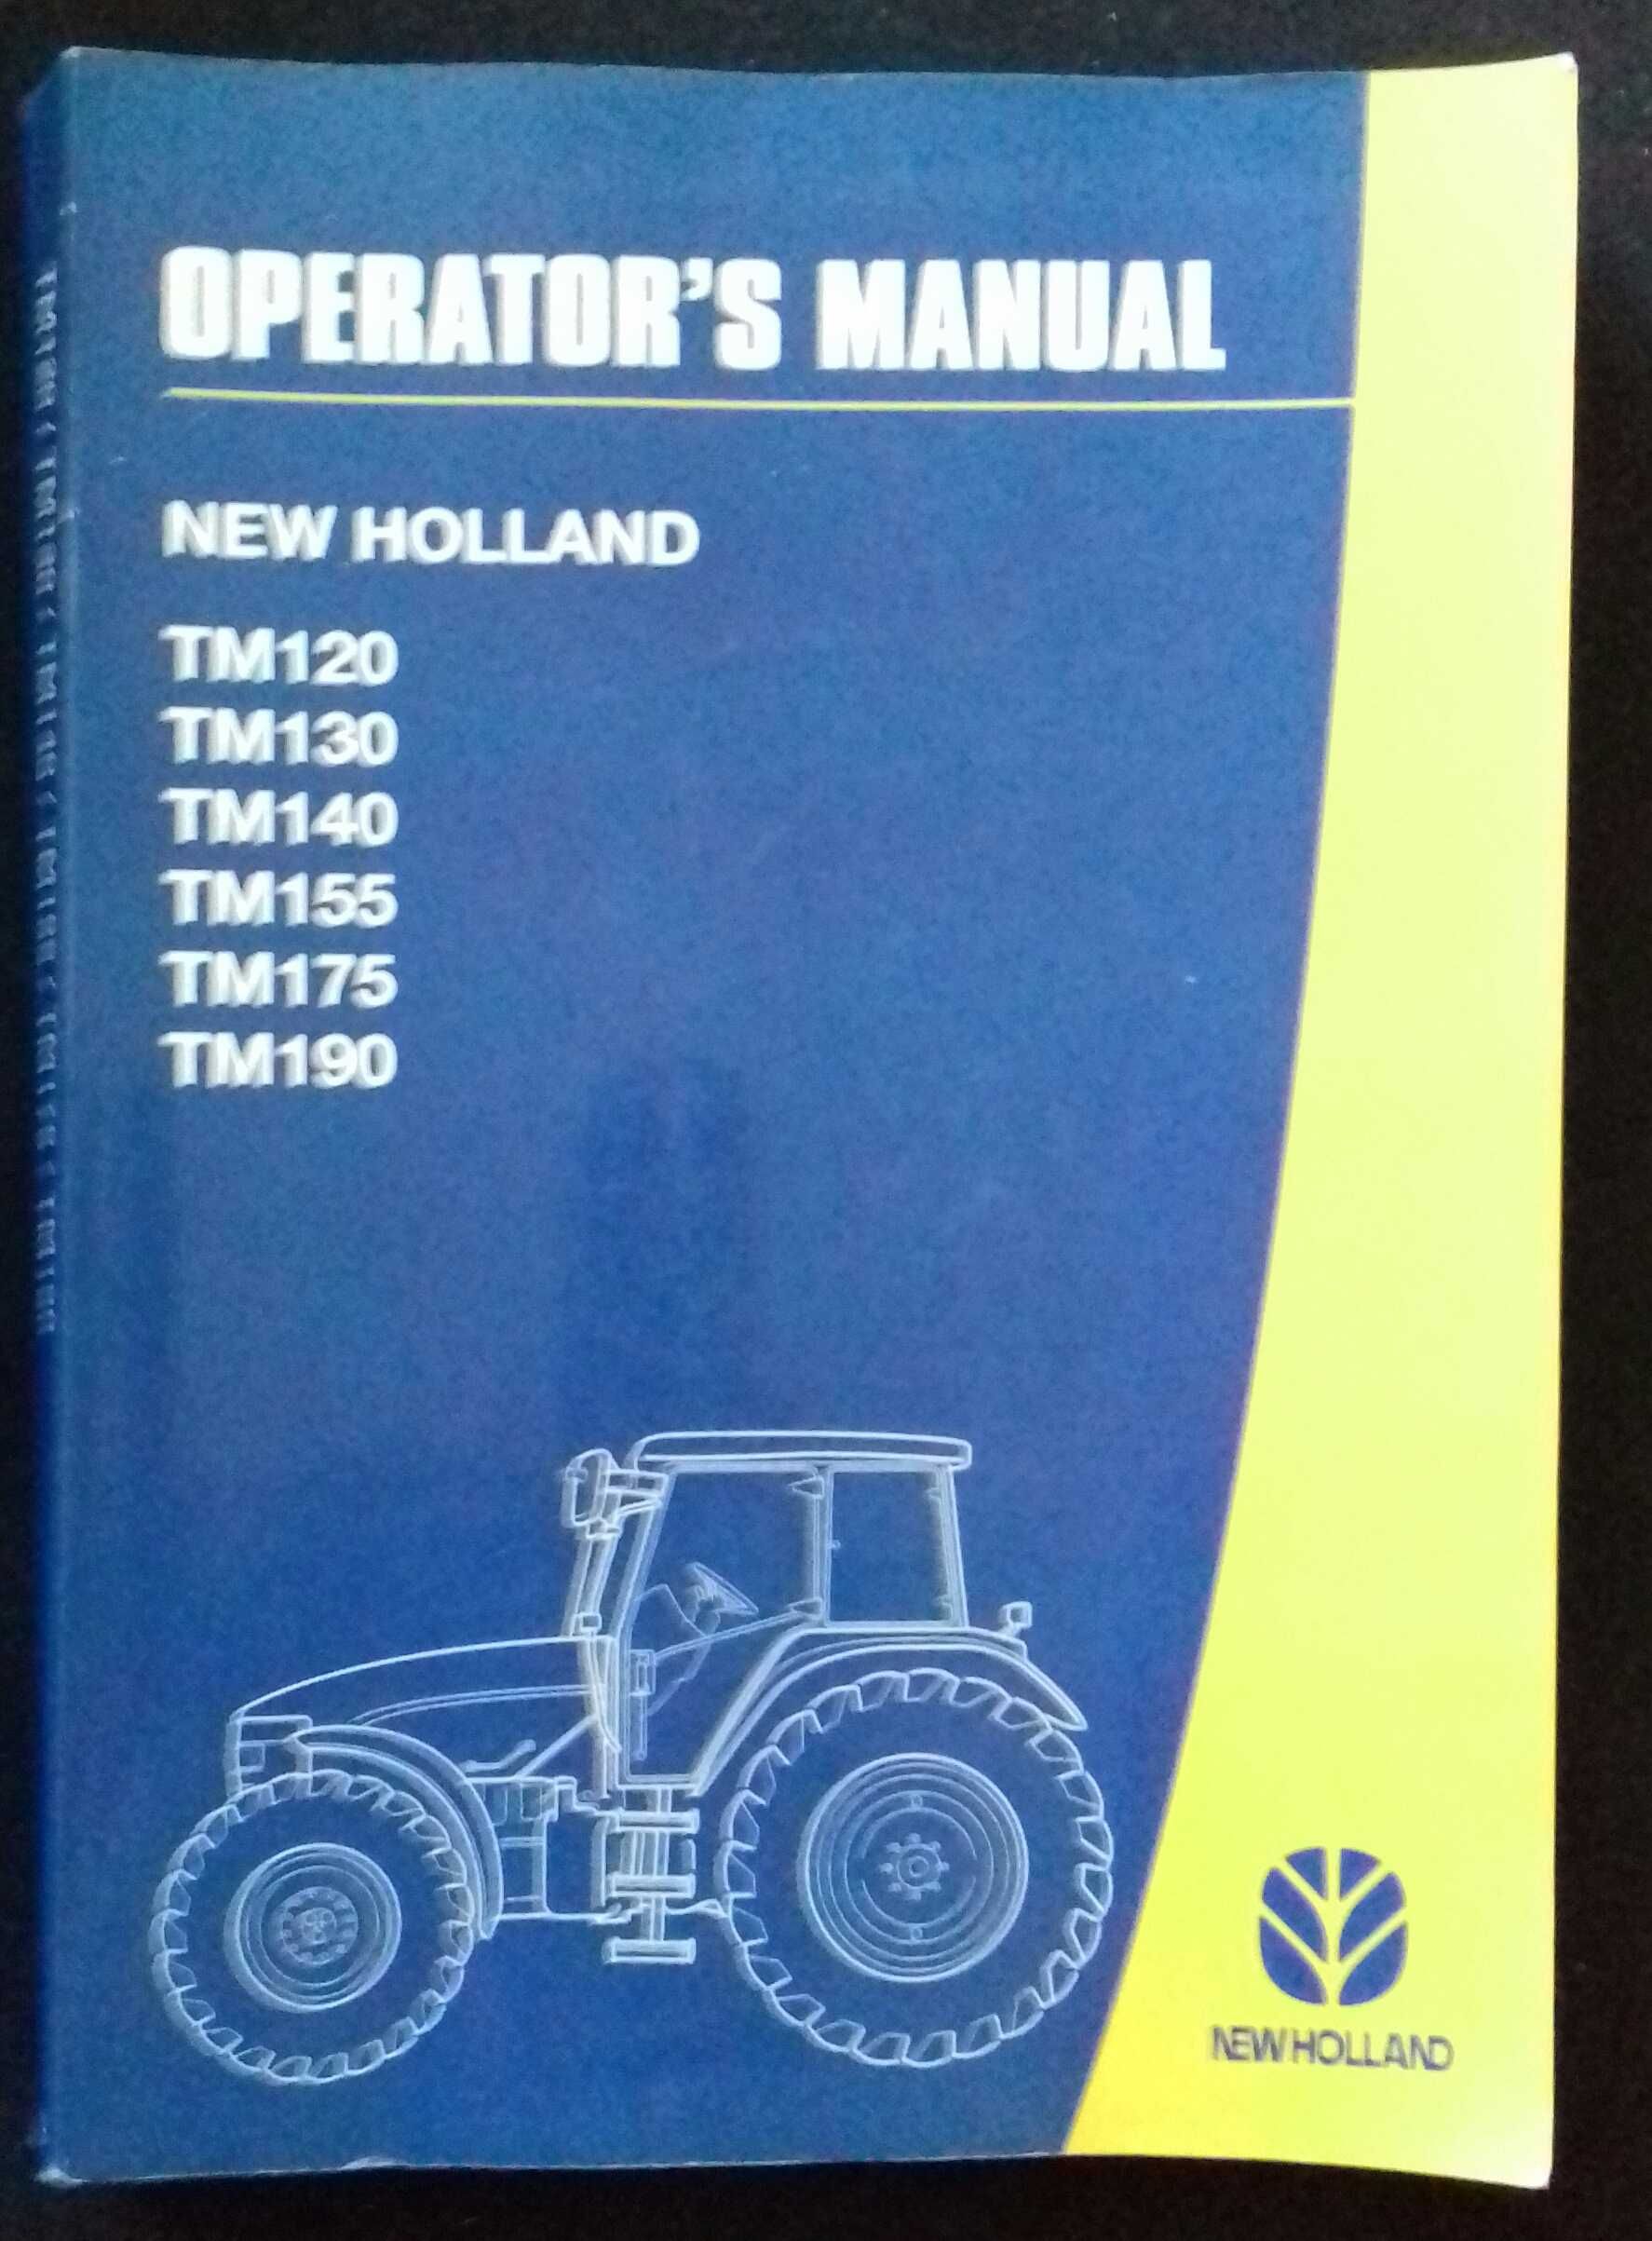 OPERATOR'S MANUAL
NEW HOLLAND
TM120
TM130
TM140
TM155
TM175
TM190
NEW HOLLAND